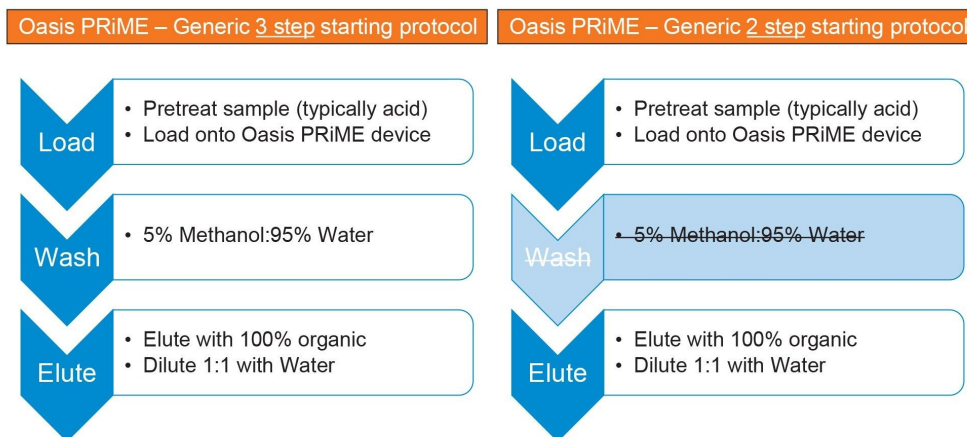 Oasis PRiME – Generic 3 step starting protocol
Load
• Pretreat sample (typically acid)
• Load onto Oasis PRiME device
Wash
• 5% Methanol:95% Water
Elute
• Elute with 100% organic
• Dilute 1:1 with Water
Oasis PRiME – Generic 2 step starting protocol
Load
• Pretreat sample (typically acid)
• Load onto Oasis PRiME device
Wash
• 5% Methanol:95% Water
Elute
• Elute with 100% organic
• Dilute 1:1 with Water